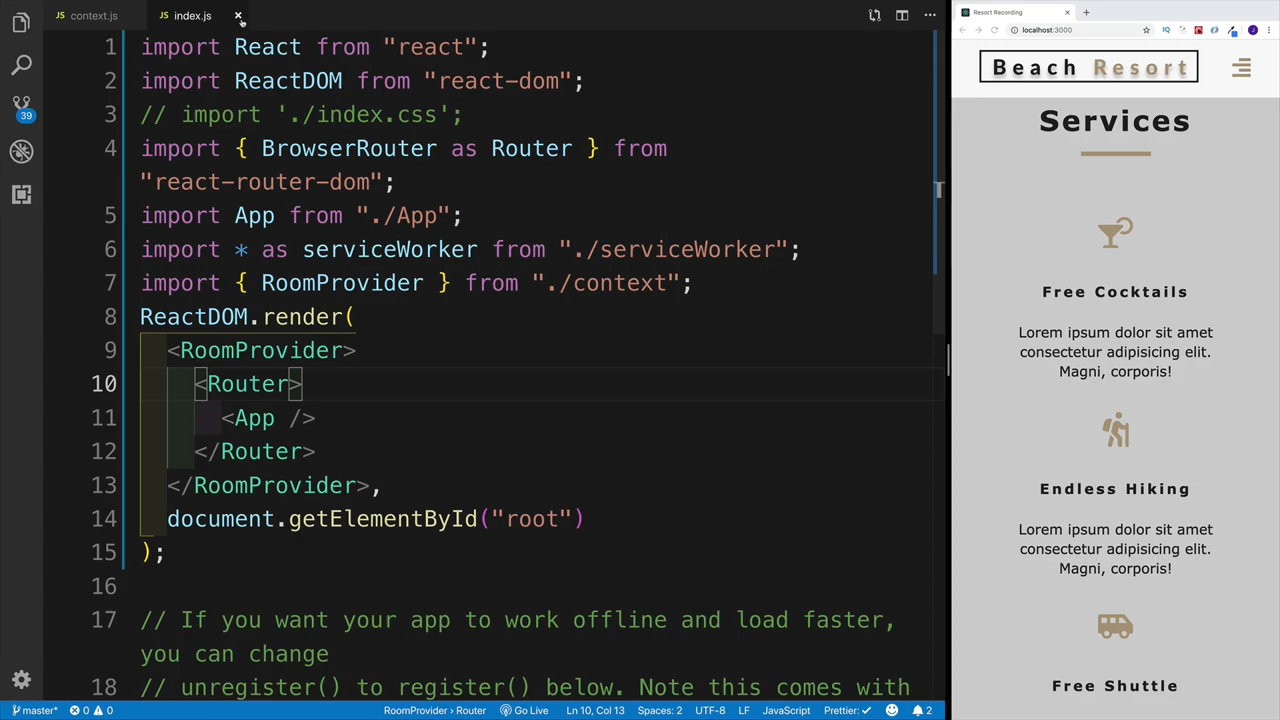 JS context.js
JS index.js
1 import React from "react";
2 import ReactDOM from "react-dom";
3 // import './index.css';
4 import { BrowserRouter as Router } from
"react-router-dom";
5 import App from "./App";
6 import * as serviceWorker from "./serviceWorker";
7 import { RoomProvider } from "./context";
8 ReactDOM.render(
9 <RoomProvider>
10 <Router>
11 <App />
12 </Router>
13 </RoomProvider>,
14 document.getElementById("root")
15 );
16
17 // If you want your app to work offline and load faster,
you can change
18 // unregister() to register() below. Note this comes with
39
master*
0
0
RoomProvider › Router
Go Live
Ln 10, Col 13
Spaces: 2
UTF-8
LF
JavaScript
Prettier: ✓
2
Resort Recording
localhost:3000
IQ
J
Beach Resort
Services
Free Cocktails
Lorem ipsum dolor sit amet
consectetur adipisicing elit.
Magni, corporis!
Endless Hiking
Lorem ipsum dolor sit amet
consectetur adipisicing elit.
Magni, corporis!
Free Shuttle